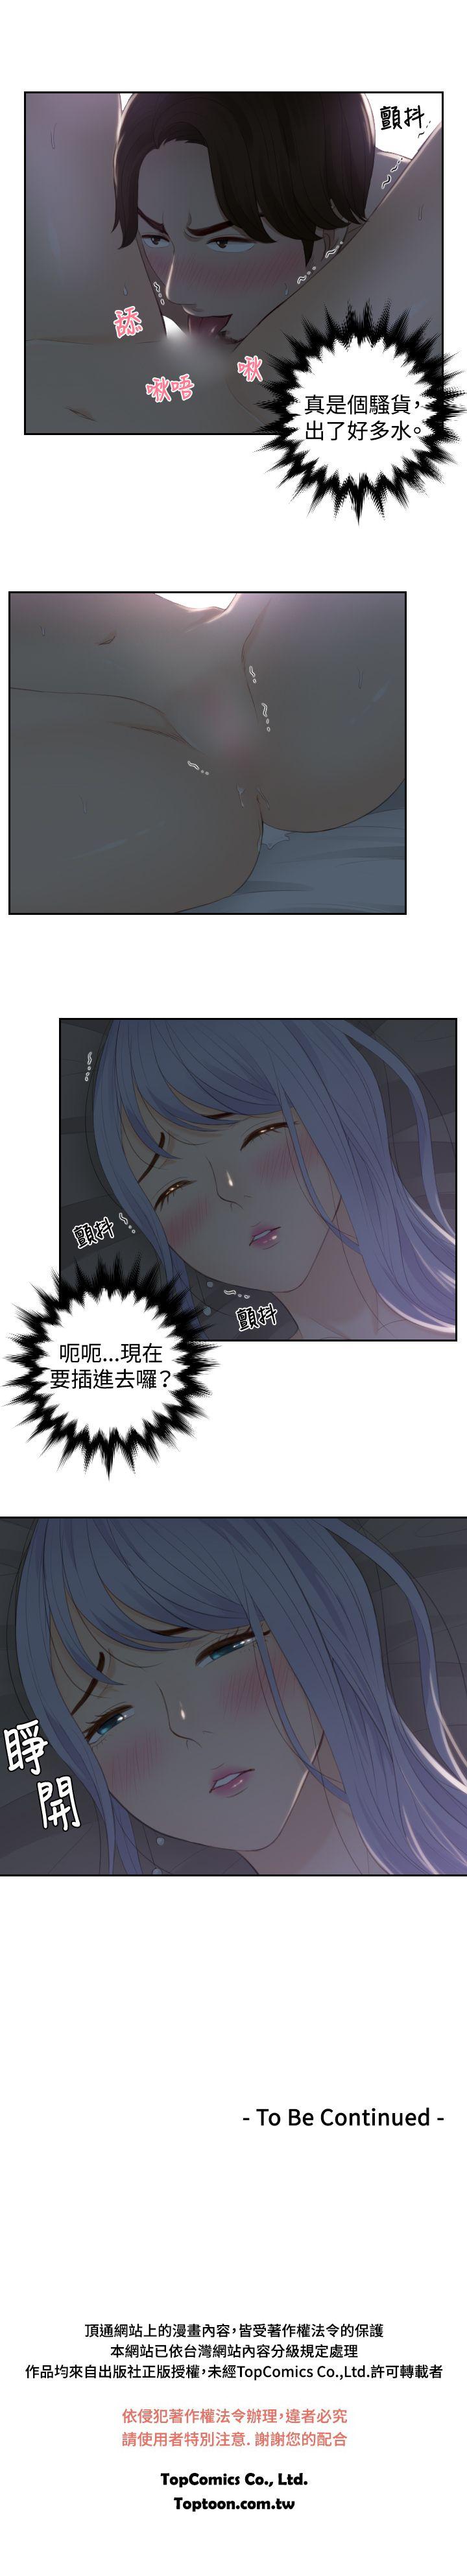 顫抖
舔
啾唔
啾
真是個騷貨,
出了好多水。
顫抖
顫抖
呃呃...現在
要插進去囉?
睜
開
- To Be Continued -
頂通網站上的漫畫內容,皆受著作權法令的保護
本網站已依台灣網站內容分級規定處理
作品均來自出版社正版授權,未經TopComics Co.,Ltd.許可轉載者
依侵犯著作權法令辦理,違者必究
請使用者特別注意. 謝謝您的配合
TopComics Co., Ltd.
Toptoon.com.tw